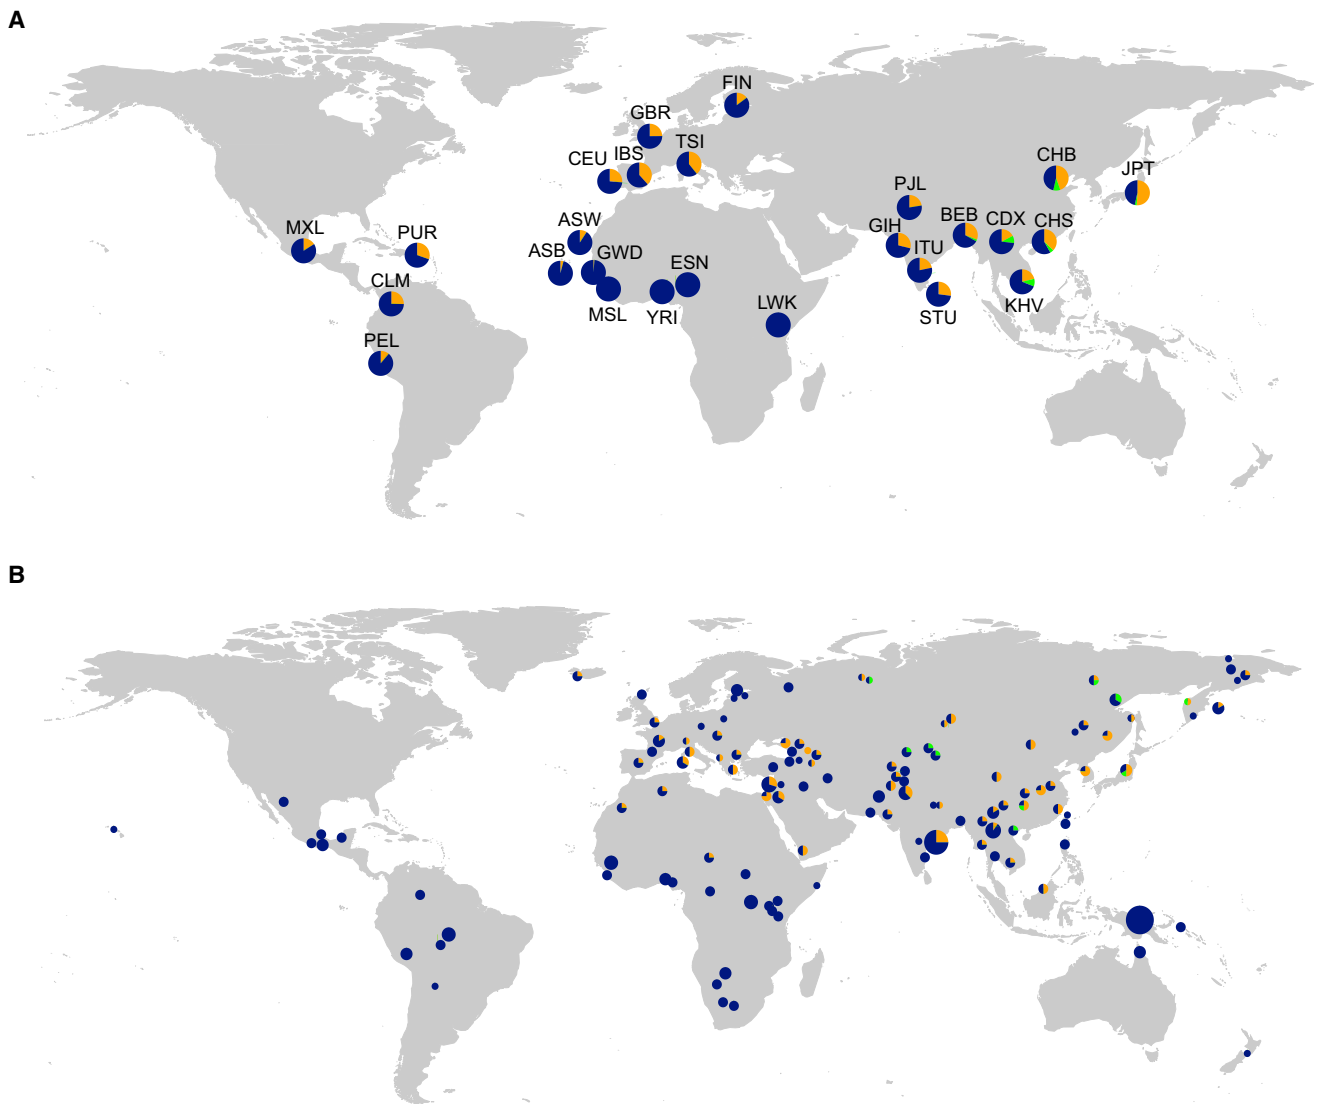 A
FIN
GBR
TSI
CEU
IBS
CHB
JPT
PJL
ASW
GIH
BEB
CDX
CHS
MXL
PUR
ASB
GWD
ITU
ESN
CLM
MSL
YRI
LWK
STU
KHV
PEL
B